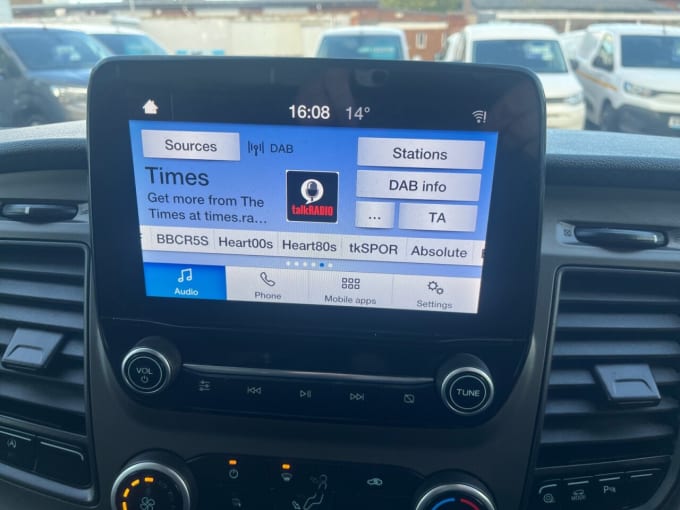 16:08 14°
Sources DAB
Stations
Times
Get more from The
Times at times.ra...
talkRADIO
DAB info
... TA
BBCR5S Heart00s Heart80s tkSPOR Absolute
Audio Phone Mobile apps Settings
VOL
TUNE
A
MODE
P